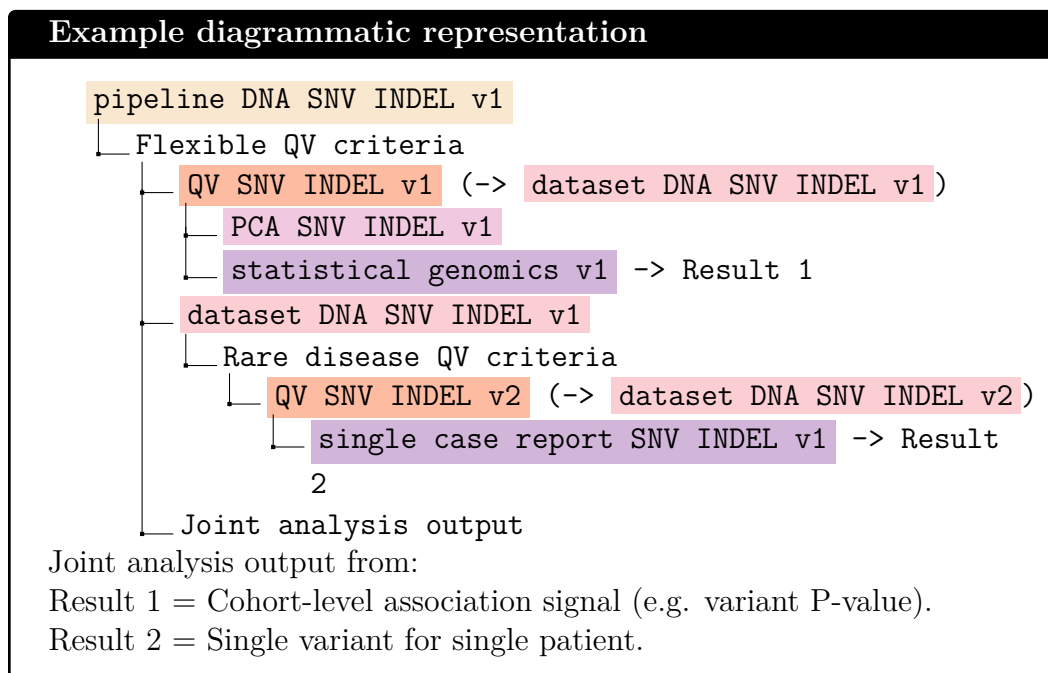 Example diagrammatic representation
pipeline DNA SNV INDEL v1
Flexible QV criteria
QV SNV INDEL v1 (-> dataset DNA SNV INDEL v1)
PCA SNV INDEL v1
statistical genomics v1 -> Result 1
dataset DNA SNV INDEL v1
Rare disease QV criteria
QV SNV INDEL v2 (-> dataset DNA SNV INDEL v2)
single case report SNV INDEL v1 -> Result
2
Joint analysis output
Joint analysis output from:
Result 1 = Cohort-level association signal (e.g. variant P-value).
Result 2 = Single variant for single patient.